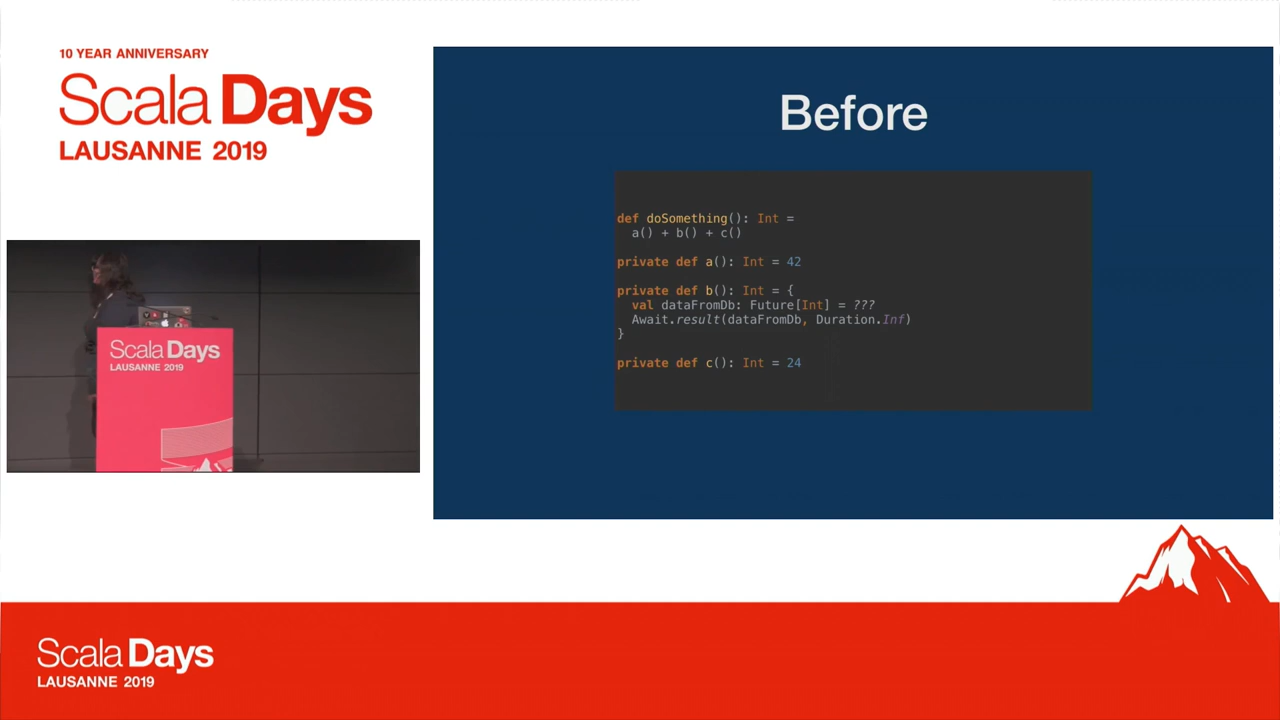 10 YEAR ANNIVERSARY
Scala Days
LAUSANNE 2019
Before
def doSomething(): Int =
a() + b() + c()
private def a(): Int = 42
private def b(): Int = {
val dataFromDb: Future[Int] = ???
Await.result(dataFromDb, Duration.Inf)
}
private def c(): Int = 24
Scala Days
LAUSANNE 2019
Scala Days
LAUSANNE 2019